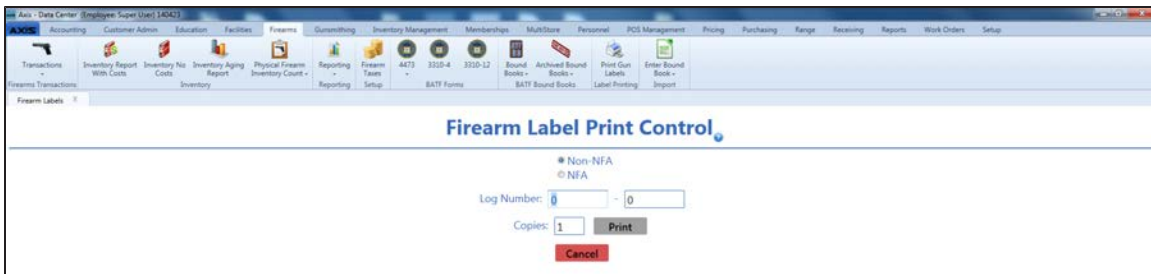 Axis - Data Center (Employee: Super User) 140423
AXIS Accounting Customer Admin Education Facilities Firearms Gunsmithing Inventory Management Memberships MultiStore Personnel POS Management Pricing Purchasing Range Receiving Reports Work Orders Setup
Transactions Inventory Report With Costs Inventory No Costs Inventory Aging Report Physical Firearm Inventory Count Reporting Firearm Taxes 4473 3310-4 3310-12 Bound Books Archived Bound Books Print Gun Labels Enter Bound Book
Firearms Transactions Inventory Reporting Setup BATF Forms BATF Bound Books Label Printing Import
Firearm Labels X
Firearm Label Print Control
Non-NFA
NFA
Log Number: 0 - 0
Copies: 1 Print
Cancel